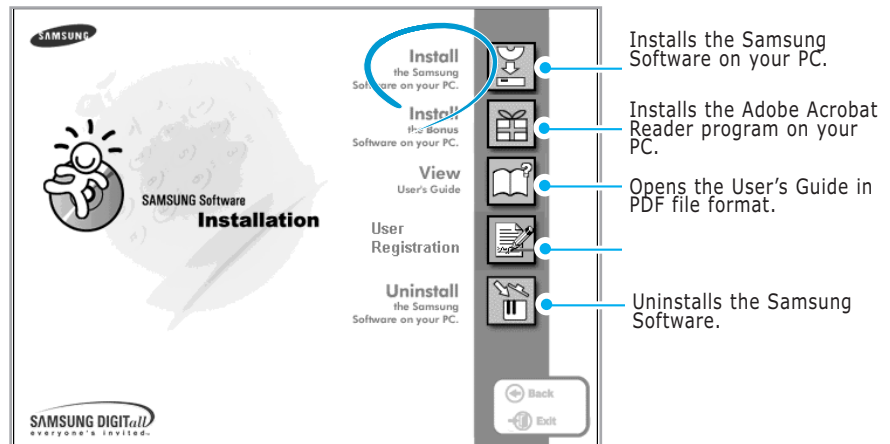 SAMSUNG
Install
the Samsung
Software on your PC.
Installs the Samsung
Software on your PC.
Install
the Bonus
Software on your PC.
Installs the Adobe Acrobat
Reader program on your
PC.
View
User's Guide
Opens the User’s Guide in
PDF file format.
SAMSUNG Software
Installation
User
Registration
Uninstall
the Samsung
Software on your PC.
Uninstalls the Samsung
Software.
Back
Exit
SAMSUNG DIGITall
everyone's invited™